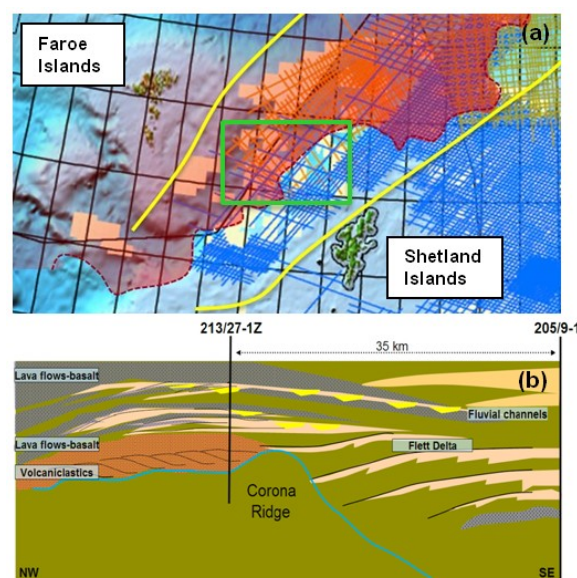 (a)
Faroe
Islands
Shetland
Islands
213/27-1Z
205/9-1
35 km
(b)
Lava flows-basalt
Fluvial channels
Lava flows-basalt
Flett Delta
Volcaniclastics
Corona
Ridge
NW
SE